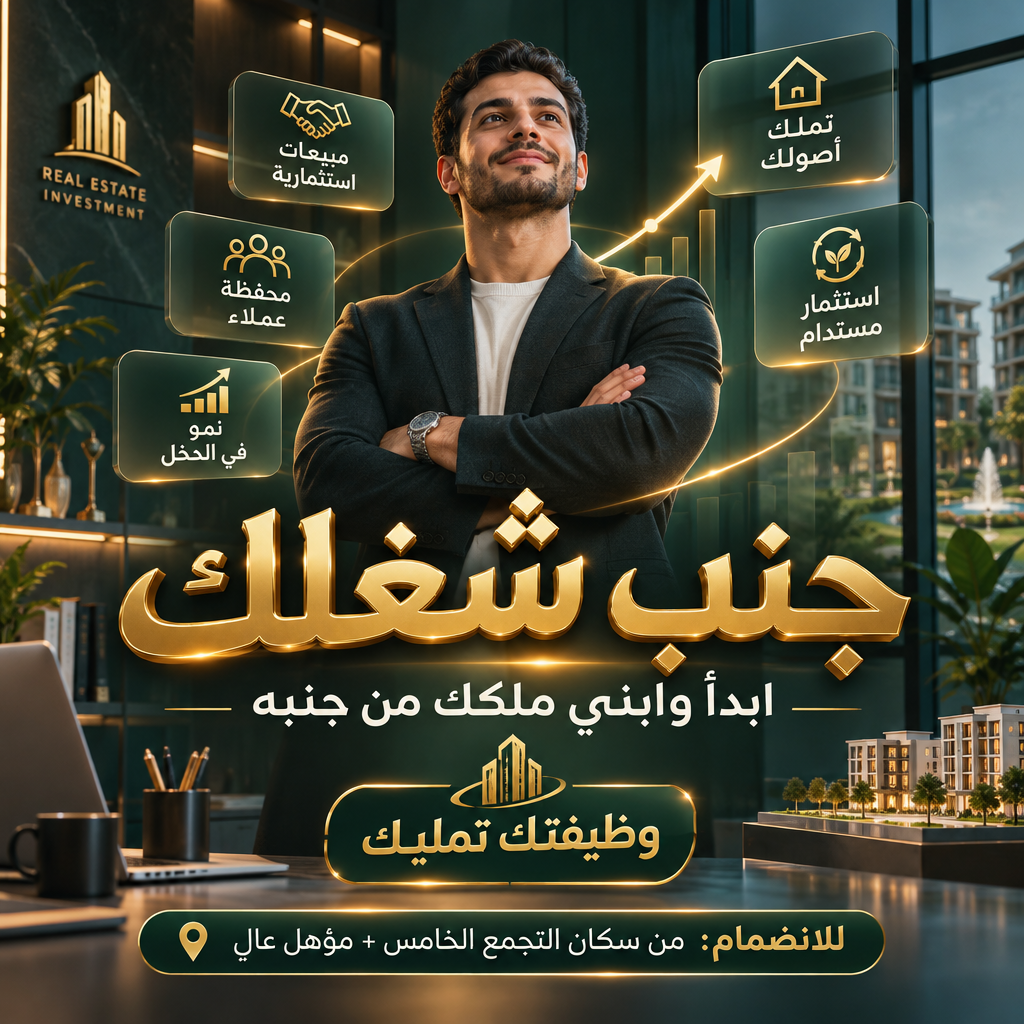 REAL ESTATE
INVESTMENT
مبيعات
استثمارية
تملك
أصولك
محفظة
عملاء
استثمار
مستدام
نمو
في الحخل
جنب شغلك
ابدأ وابني ملكك من جنبه
وظيفتك تمليك
للانضمام: من سكان التجمع الخامس + مؤهل عالي